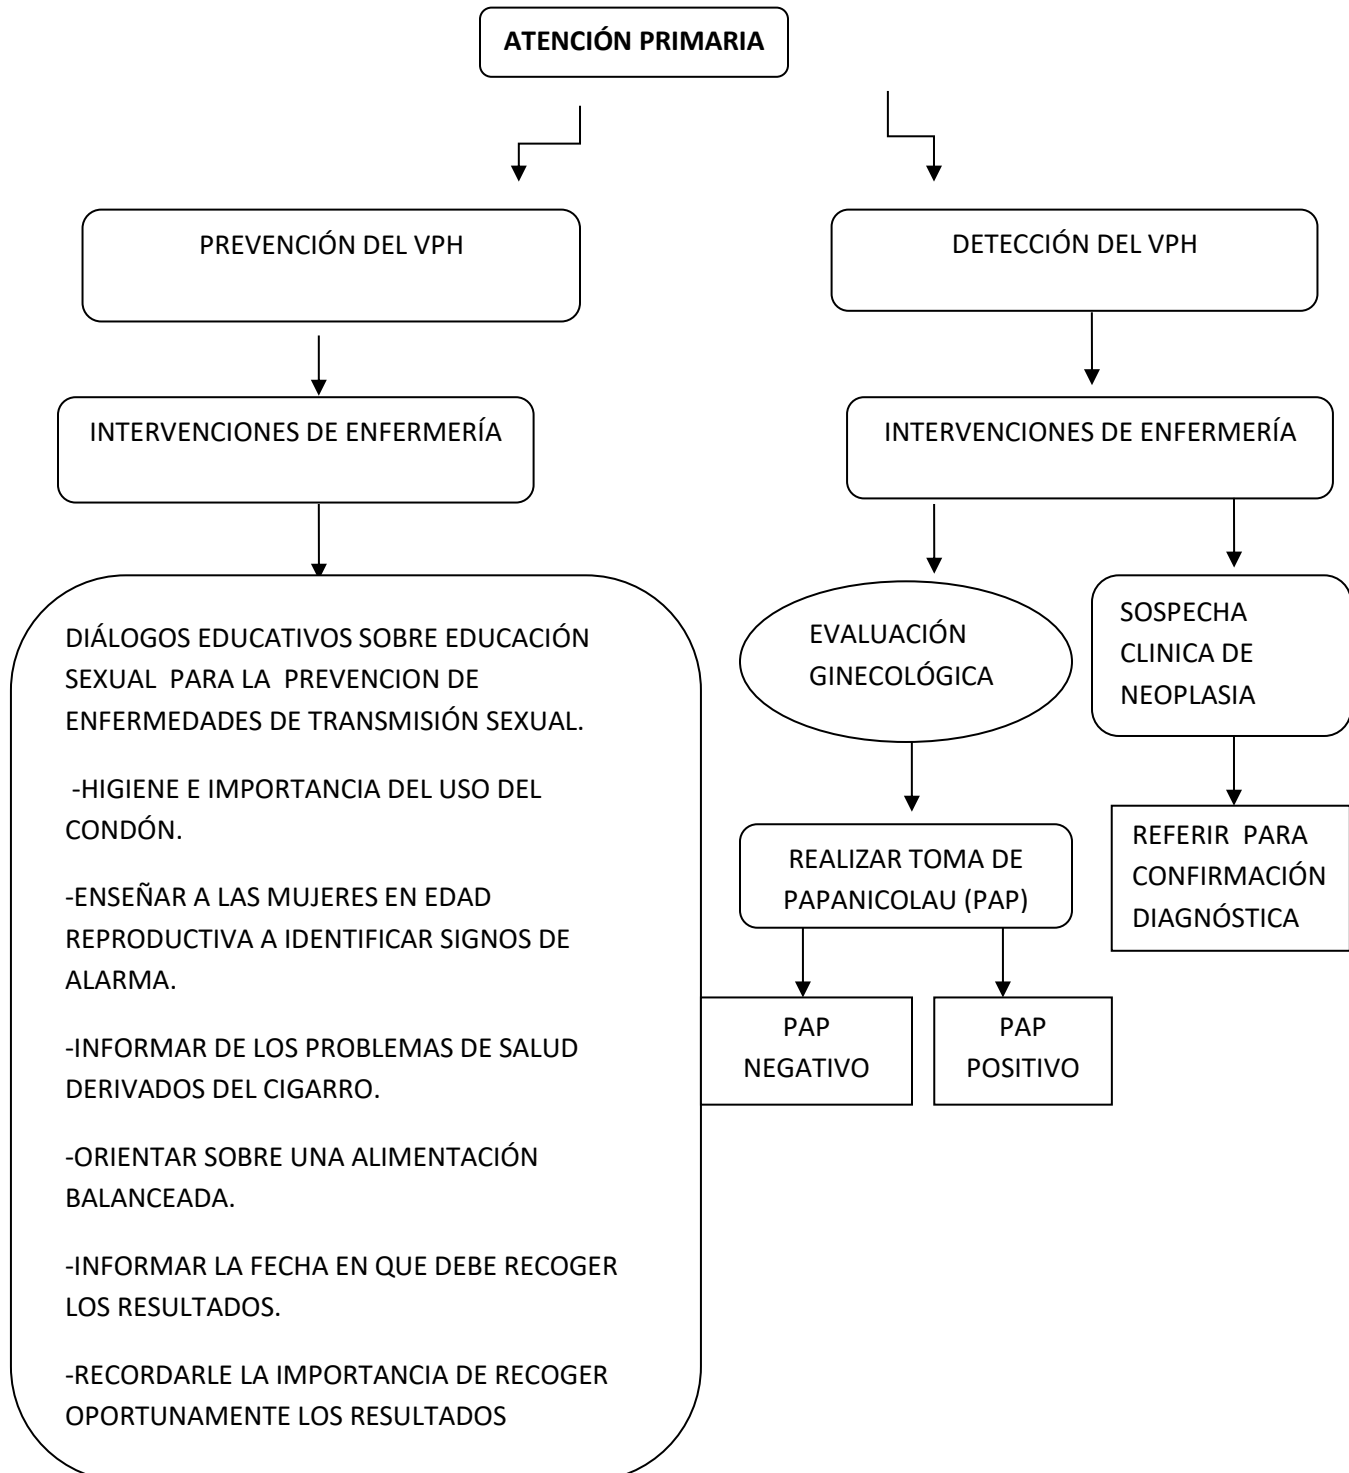 ATENCIÓN PRIMARIA
PREVENCIÓN DEL VPH
DETECCIÓN DEL VPH
INTERVENCIONES DE ENFERMERÍA
INTERVENCIONES DE ENFERMERÍA
DIÁLOGOS EDUCATIVOS SOBRE EDUCACIÓN
SEXUAL PARA LA PREVENCION DE
ENFERMEDADES DE TRANSMISIÓN SEXUAL.
-HIGIENE E IMPORTANCIA DEL USO DEL
CONDÓN.
-ENSEÑAR A LAS MUJERES EN EDAD
REPRODUCTIVA A IDENTIFICAR SIGNOS DE
ALARMA.
-INFORMAR DE LOS PROBLEMAS DE SALUD
DERIVADOS DEL CIGARRO.
-ORIENTAR SOBRE UNA ALIMENTACIÓN
BALANCEADA.
-INFORMAR LA FECHA EN QUE DEBE RECOGER
LOS RESULTADOS.
-RECORDARLE LA IMPORTANCIA DE RECOGER
OPORTUNAMENTE LOS RESULTADOS
EVALUACIÓN
GINECOLÓGICA
SOSPECHA
CLINICA DE
NEOPLASIA
REALIZAR TOMA DE
PAPANICOLAU (PAP)
REFERIR PARA
CONFIRMACIÓN
DIAGNÓSTICA
PAP
NEGATIVO
PAP
POSITIVO